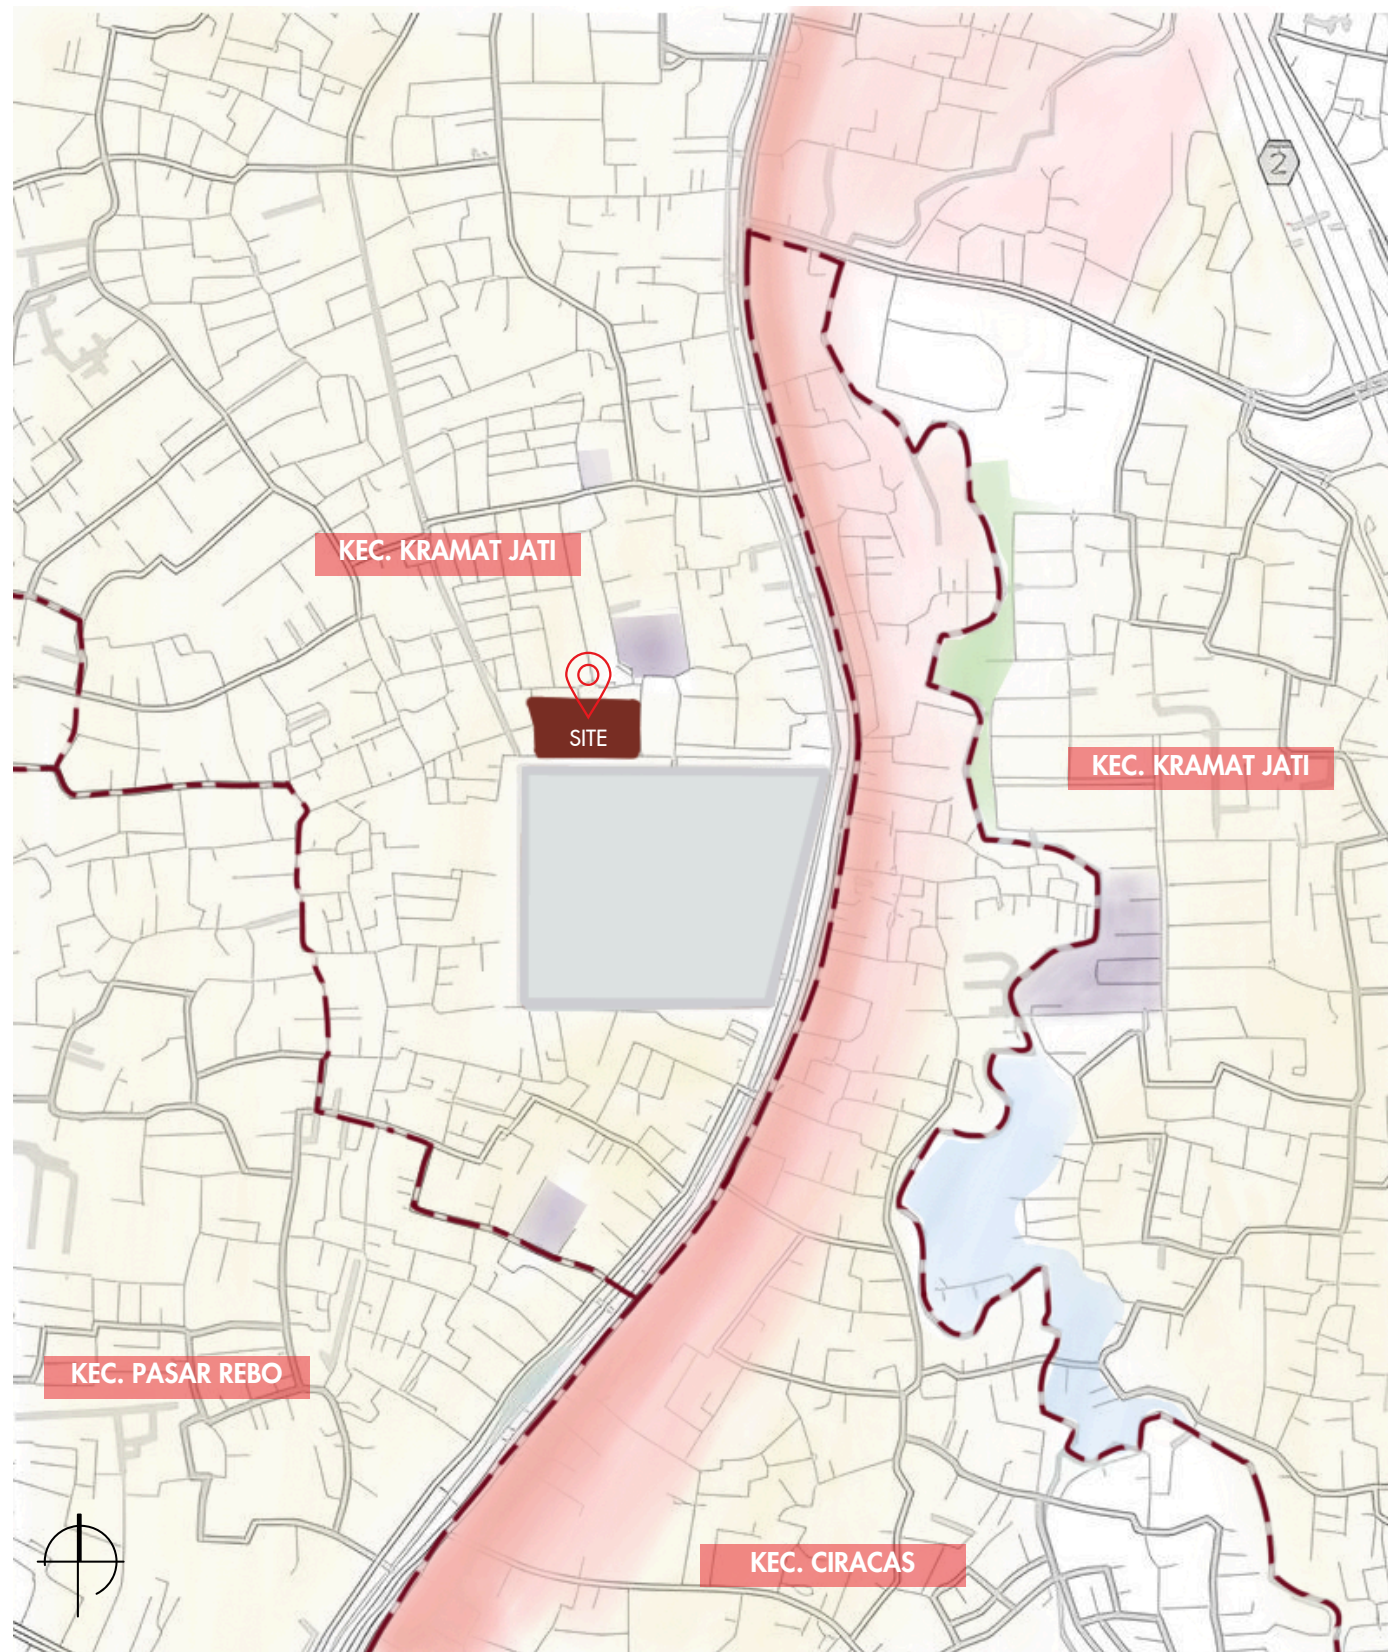 2
KEC. KRAMAT JATI
SITE
KEC. KRAMAT JATI
KEC. PASAR REBO
KEC. CIRACAS